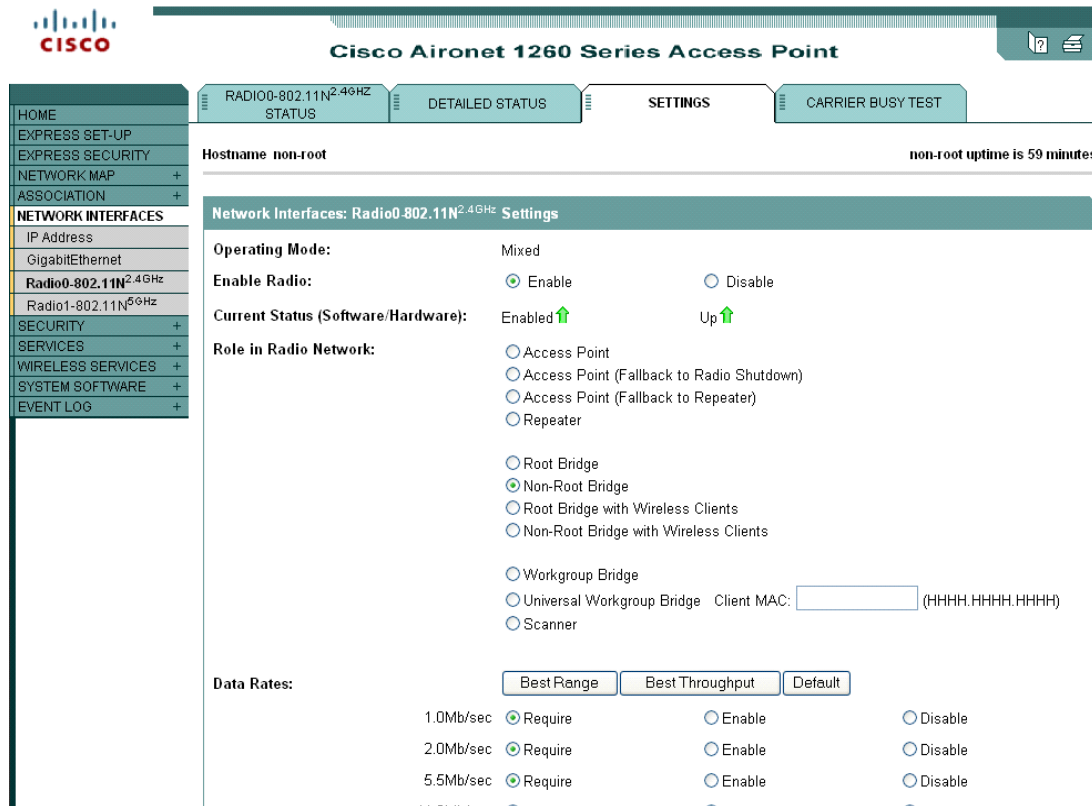 CISCO
Cisco Aironet 1260 Series Access Point
RADIO0-802.11N2.4GHZ STATUS
DETAILED STATUS
SETTINGS
CARRIER BUSY TEST
HOME
EXPRESS SET-UP
EXPRESS SECURITY
NETWORK MAP +
ASSOCIATION +
NETWORK INTERFACES
IP Address
GigabitEthernet
Radio0-802.11N2.4GHz
Radio1-802.11N5GHz
SECURITY +
SERVICES +
WIRELESS SERVICES +
SYSTEM SOFTWARE +
EVENT LOG +
Hostname non-root
non-root uptime is 59 minutes
Network Interfaces: Radio0-802.11N2.4GHz Settings
Operating Mode: Mixed
Enable Radio: Enable Disable
Current Status (Software/Hardware): Enabled Up
Role in Radio Network: Access Point
Access Point (Fallback to Radio Shutdown)
Access Point (Fallback to Repeater)
Repeater
Root Bridge
Non-Root Bridge
Root Bridge with Wireless Clients
Non-Root Bridge with Wireless Clients
Workgroup Bridge
Universal Workgroup Bridge Client MAC: (HHHH.HHHH.HHHH)
Scanner
Data Rates: Best Range Best Throughput Default
1.0Mb/sec Require Enable Disable
2.0Mb/sec Require Enable Disable
5.5Mb/sec Require Enable Disable